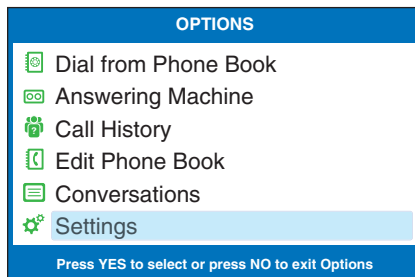 OPTIONS
Dial from Phone Book
Answering Machine
Call History
Edit Phone Book
Conversations
Settings
Press YES to select or press NO to exit Options